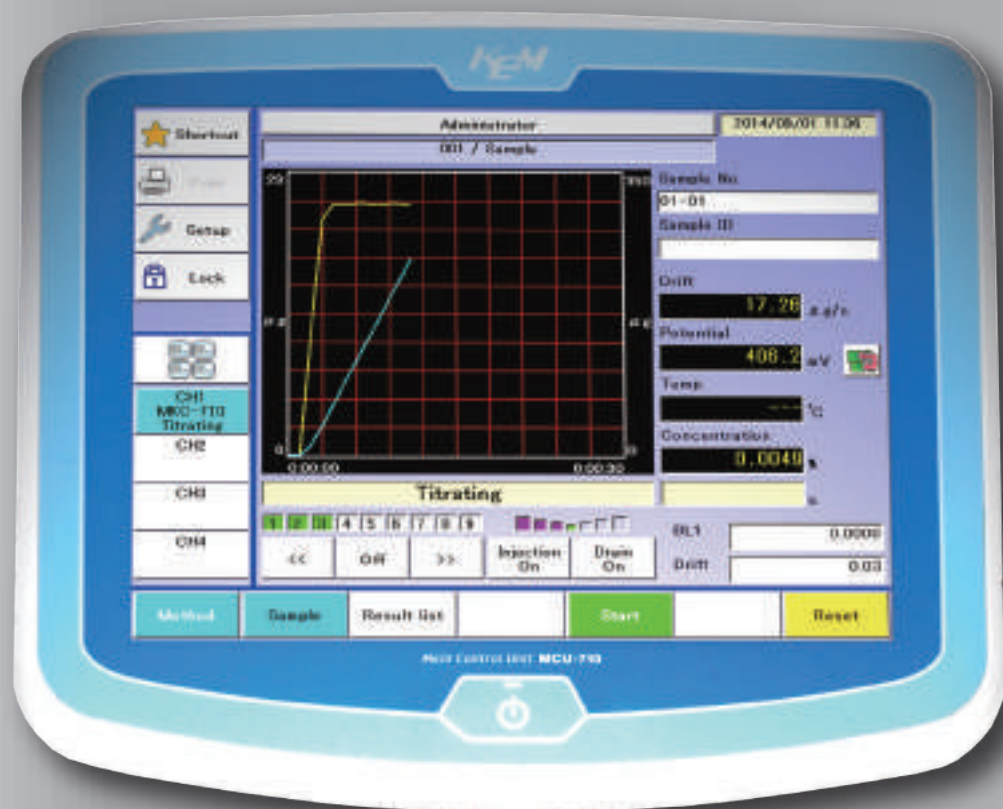 KEM
Shortcut
Administrator
2014/08/01 11:36
001 / Sample
Setup
Lock
CH1
MKC-710
Titrating
CH2
CH3
CH4
29
0
0:00:00
0:00:30
Titrating
1 2 3 4 5 6 7 8 9
<<
Off
>>
Injection
On
Drain
On
Sample No.
01-01
Sample ID
Drift
17.26
Potential
406.2 mV
Temp
--- °C
Concentration
0.0049
BL1
0.0000
Drift
0.03
Method
Sample
Result list
Start
Reset
Multi Control Unit MCU-710